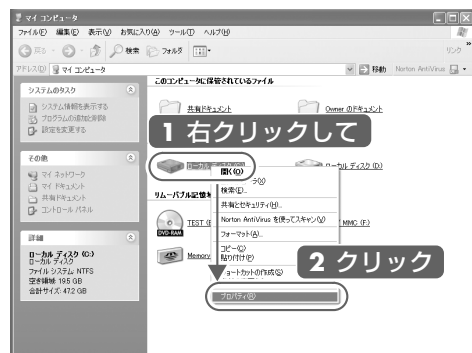 マイ コンピュータ
ファイル(F) 編集(E) 表示(V) お気に入り(A) ツール(T) ヘルプ(H)
戻る 検索 フォルダ リンク
アドレス(D) マイ コンピュータ 移動 Norton AntiVirus
システムのタスク
システム情報を表示する
プログラムの追加と削除
設定を変更する
その他
マイ ネットワーク
マイ ドキュメント
共有ドキュメント
コントロール パネル
詳細
ローカル ディスク (C:)
ローカル ディスク
ファイル システム: NTFS
空き領域: 19.5 GB
合計サイズ: 47.2 GB
このコンピュータに保管されているファイル
共有ドキュメント Owner のドキュメント
1 右クリックして
ローカル ディスク (C:) ローカル ディスク (D:)
リムーバブル記憶
TEST (E
DVD-RAM
MMC (F:)
Memory
開く(O)
検索(E)...
共有とセキュリティ(H)...
Norton AntiVirus を使ってスキャン(V)
フォーマット(A)...
コピー(C)
貼り付け(P)
ショートカットの作成(S)
2 クリック
プロパティ(R)